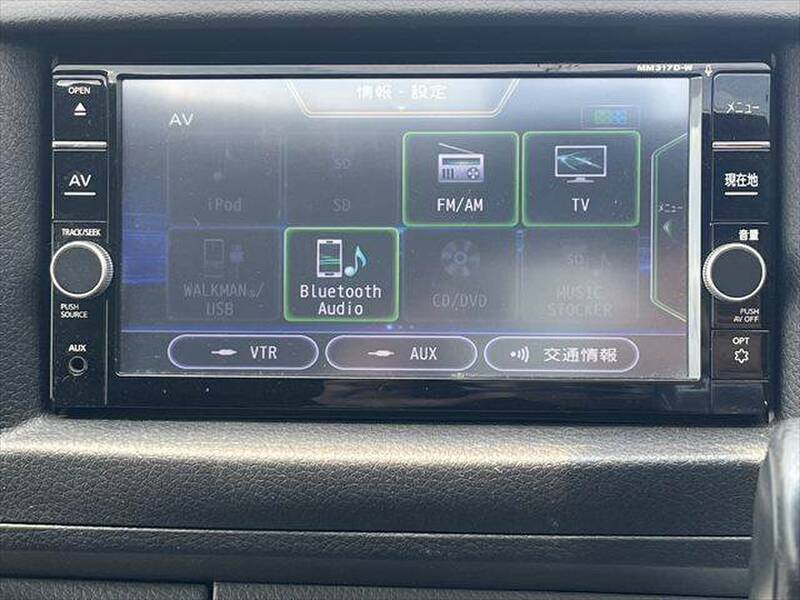 MM317D-W
OPEN
情報・設定
メニュー
AV
AV
iPod
SD
SD
FM/AM
TV
現在地
メニュー
TRACK/SEEK
音量
WALKMAN®/
USB
Bluetooth
Audio
CD/DVD
SD
MUSIC
STOCKER
PUSH
SOURCE
PUSH
AV OFF
AUX
VTR
AUX
交通情報
OPT